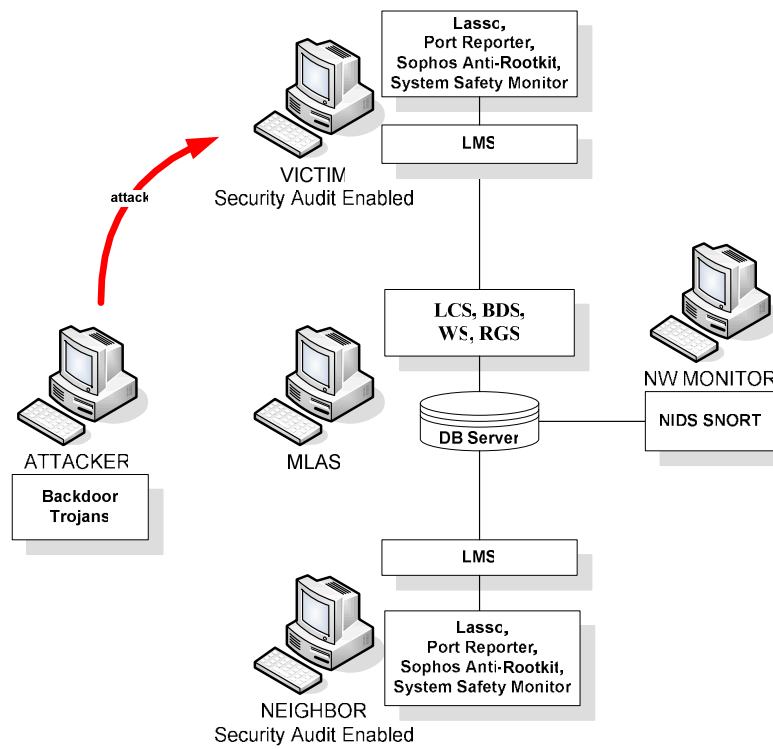 Lasso,
Port Reporter,
Sophos Anti-Rootkit,
System Safety Monitor
LMS
VICTIM
Security Audit Enabled
attack
LCS, BDS,
WS, RGS
NW MONITOR
NIDS SNORT
DB Server
ATTACKER
Backdoor
Trojans
MLAS
LMS
Lasso,
Port Reporter,
Sophos Anti-Rootkit,
System Safety Monitor
NEIGHBOR
Security Audit Enabled